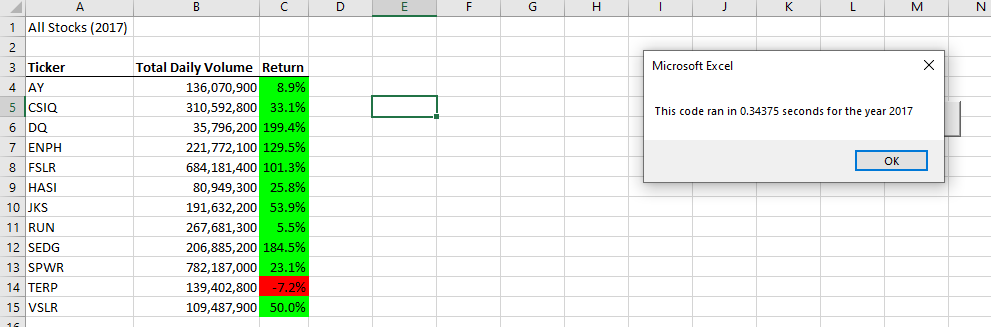 A B C D E F G H I J K L M N
1 All Stocks (2017)
2
3 Ticker Total Daily Volume Return
4 AY 136,070,900 8.9%
5 CSIQ 310,592,800 33.1%
6 DQ 35,796,200 199.4%
7 ENPH 221,772,100 129.5%
8 FSLR 684,181,400 101.3%
9 HASI 80,949,300 25.8%
10 JKS 191,632,200 53.9%
11 RUN 267,681,300 5.5%
12 SEDG 206,885,200 184.5%
13 SPWR 782,187,000 23.1%
14 TERP 139,402,800 -7.2%
15 VSLR 109,487,900 50.0%
16
Microsoft Excel
This code ran in 0.34375 seconds for the year 2017
OK